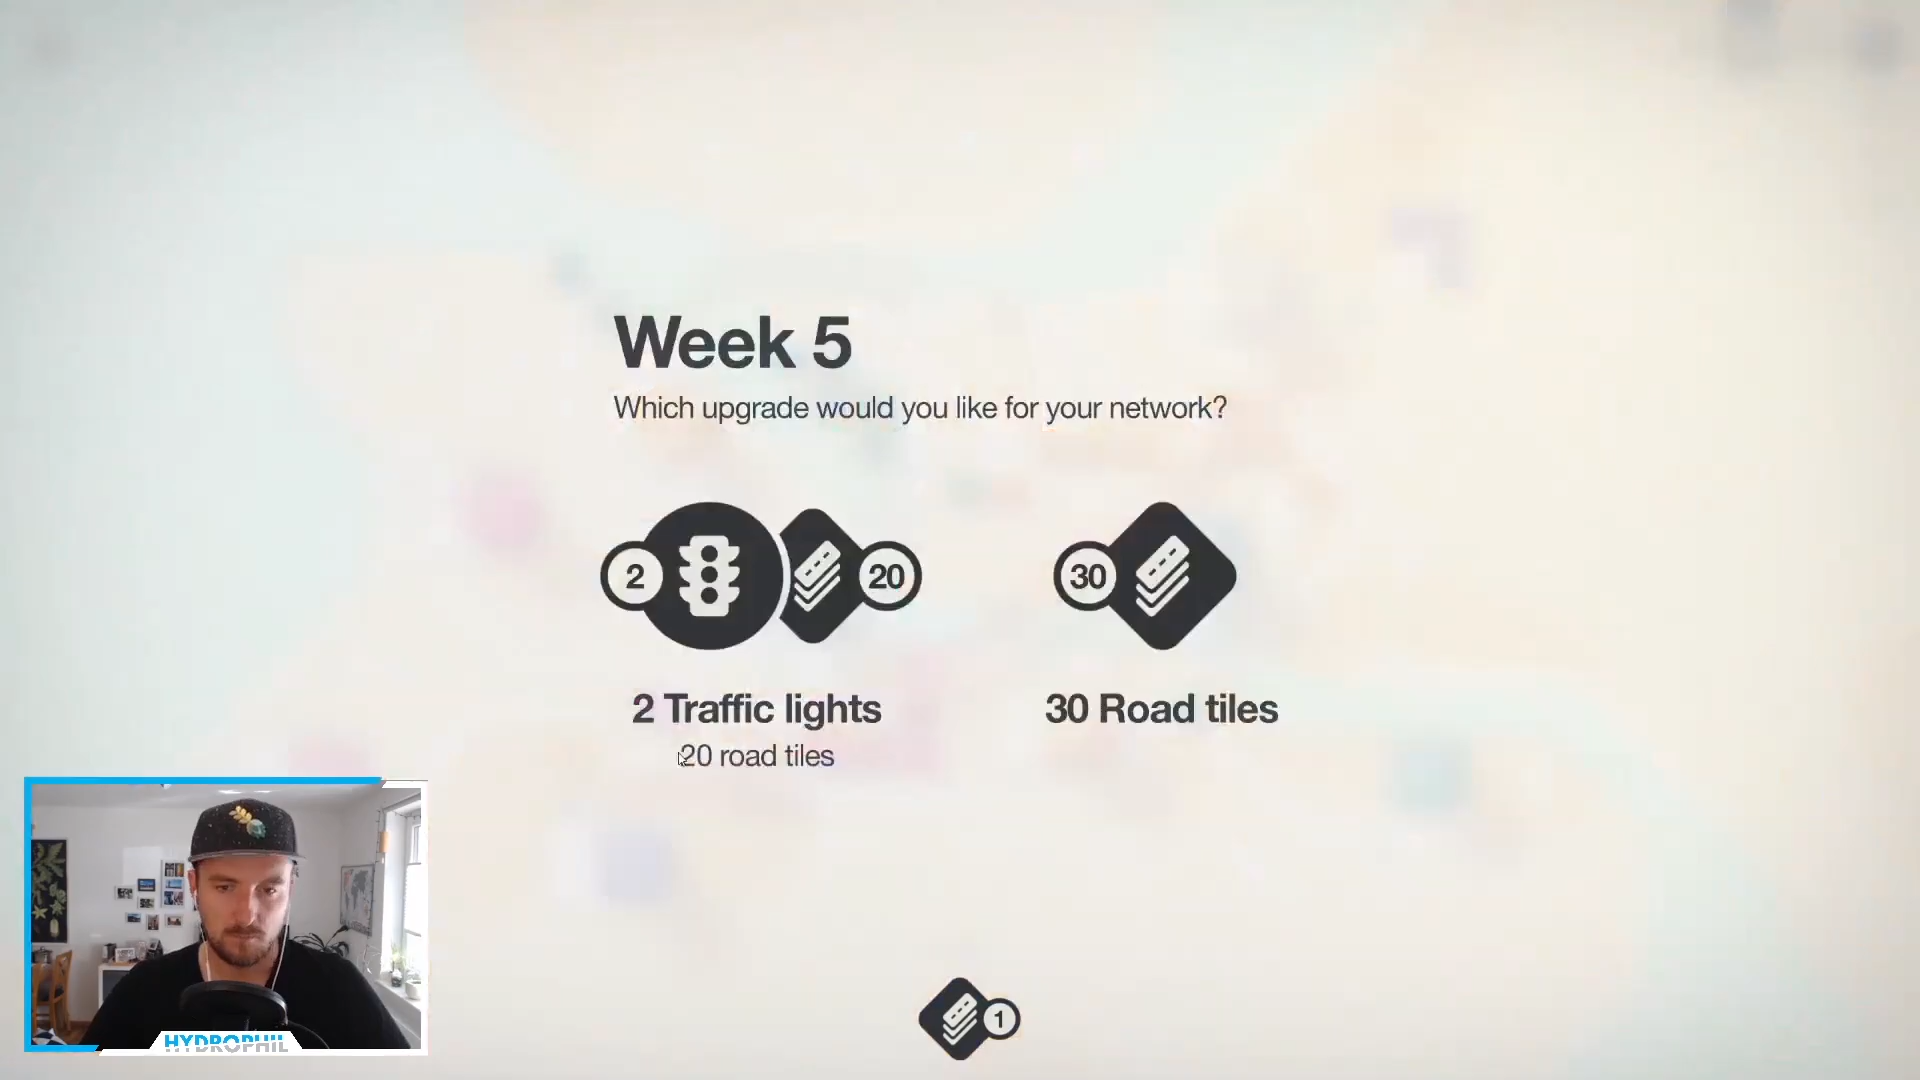 Week 5
Which upgrade would you like for your network?
2
20
30
2 Traffic lights
30 Road tiles
20 road tiles
1
HYDROPHIL